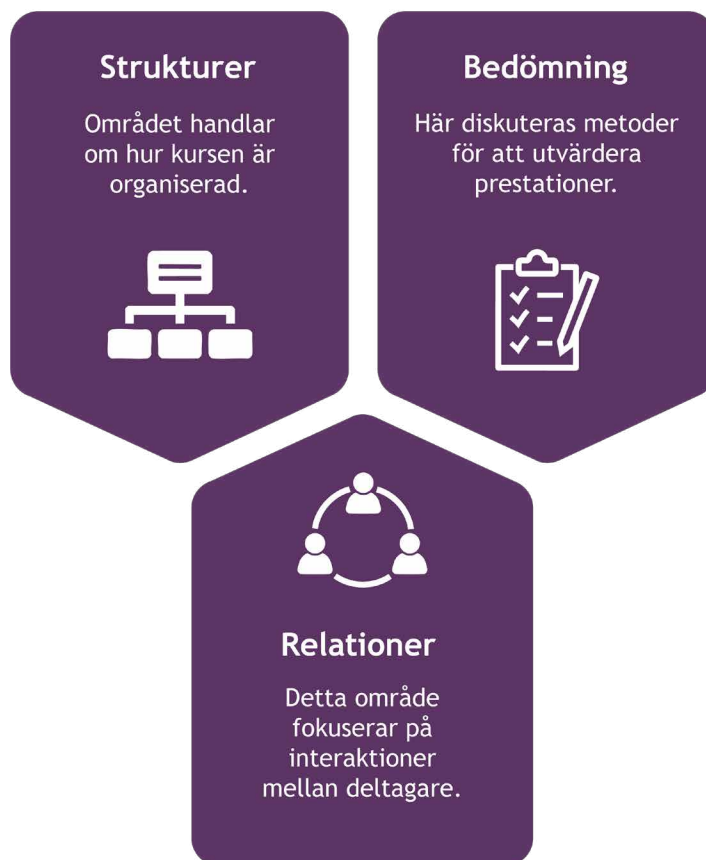 Strukturer
Området handlar
om hur kursen är
organiserad.
Bedömning
Här diskuteras metoder
för att utvärdera
prestationer.
Relationer
Detta område
fokuserar på
interaktioner
mellan deltagare.